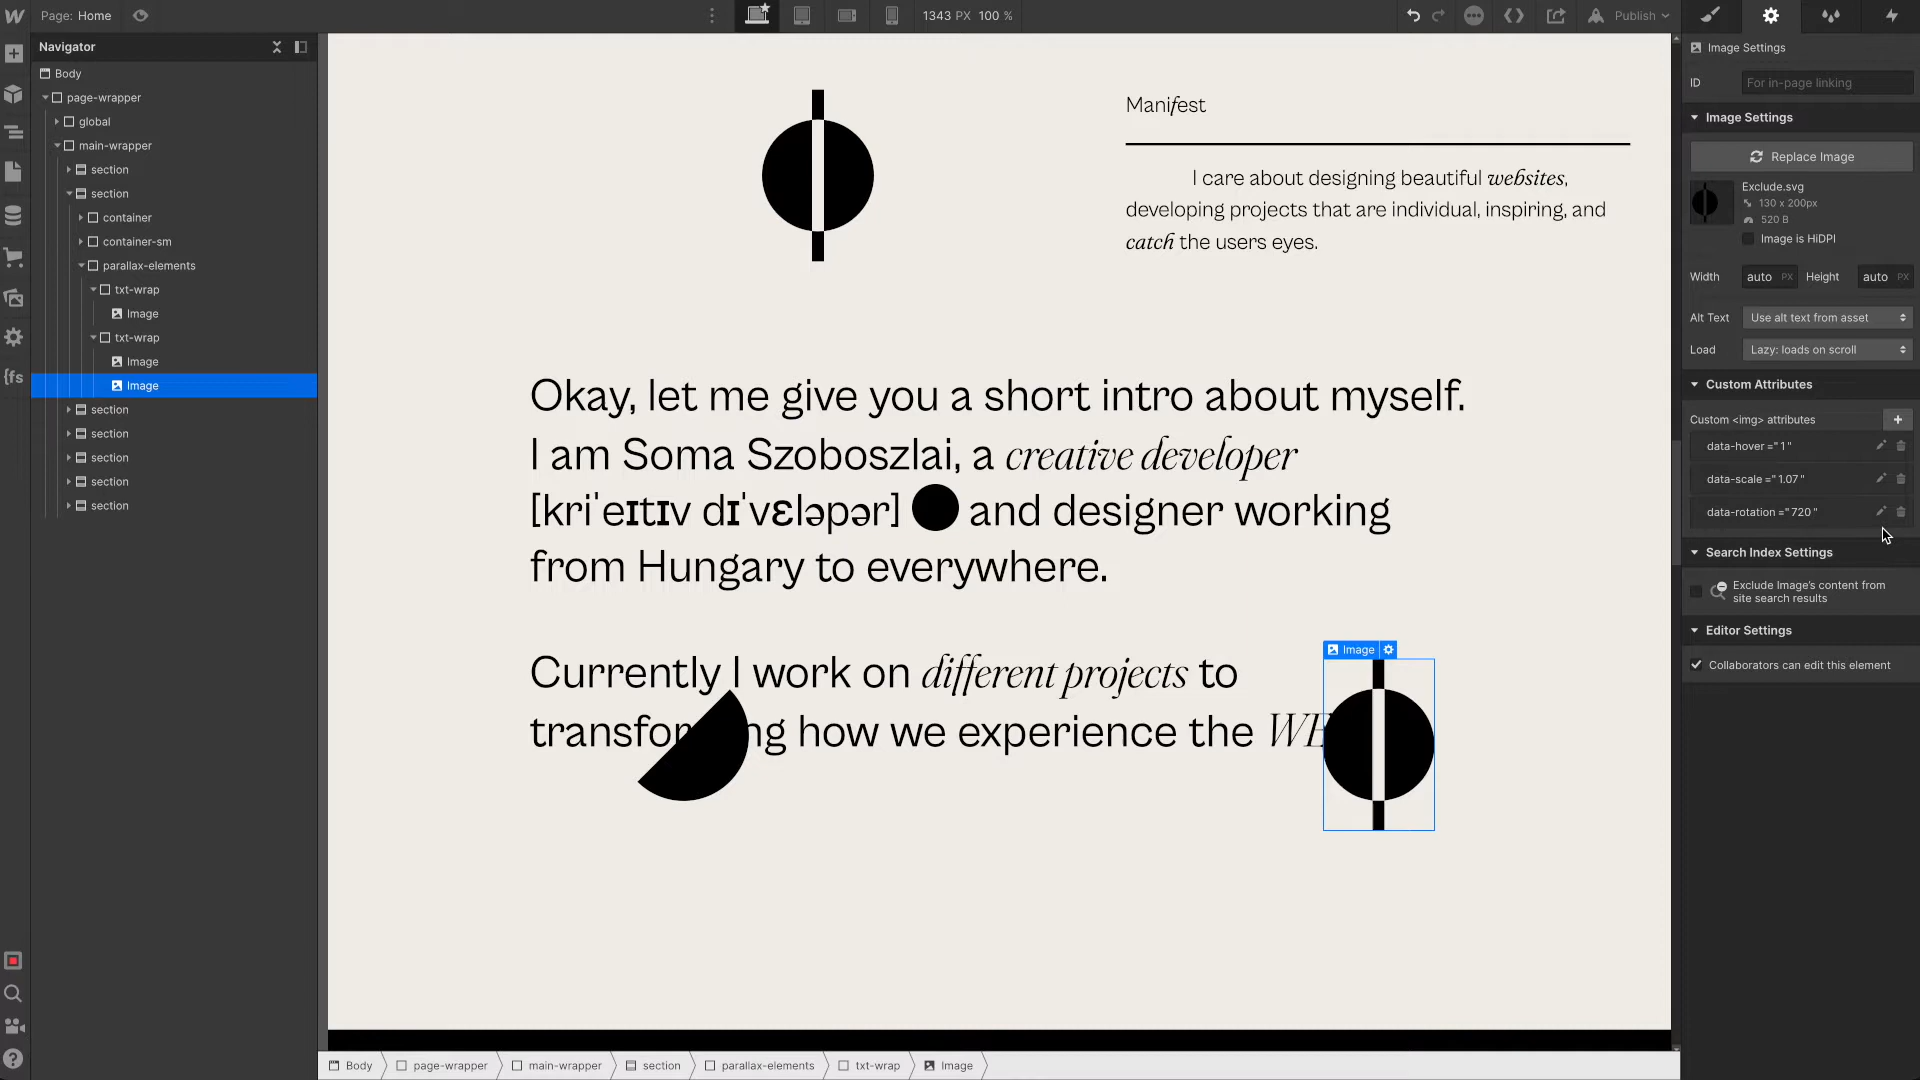 Page: Home
1343 PX 100 %
Publish
Navigator
Body
page-wrapper
global
main-wrapper
section
section
container
container-sm
parallax-elements
txt-wrap
Image
txt-wrap
Image
Image
section
section
section
section
section
{fs
Manifest
I care about designing beautiful websites,
developing projects that are individual, inspiring, and
catch the users eyes.
Okay, let me give you a short intro about myself.
I am Soma Szoboszlai, a creative developer
[kriˈeɪtɪv dɪˈvɛləpər] and designer working
from Hungary to everywhere.
Currently I work on different projects to
how we experience the
Image
Image Settings
ID For in-page linking
Image Settings
Replace Image
Exclude.svg
130 x 200px
520 B
Image is HiDPI
Width auto PX Height auto PX
Alt Text Use alt text from asset
Load Lazy: loads on scroll
Custom Attributes
Custom <img> attributes
data-hover =" 1 "
data-scale =" 1.07 "
data-rotation =" 720 "
Search Index Settings
Exclude Image's content from
site search results
Editor Settings
Collaborators can edit this element
Body page-wrapper main-wrapper section parallax-elements txt-wrap Image